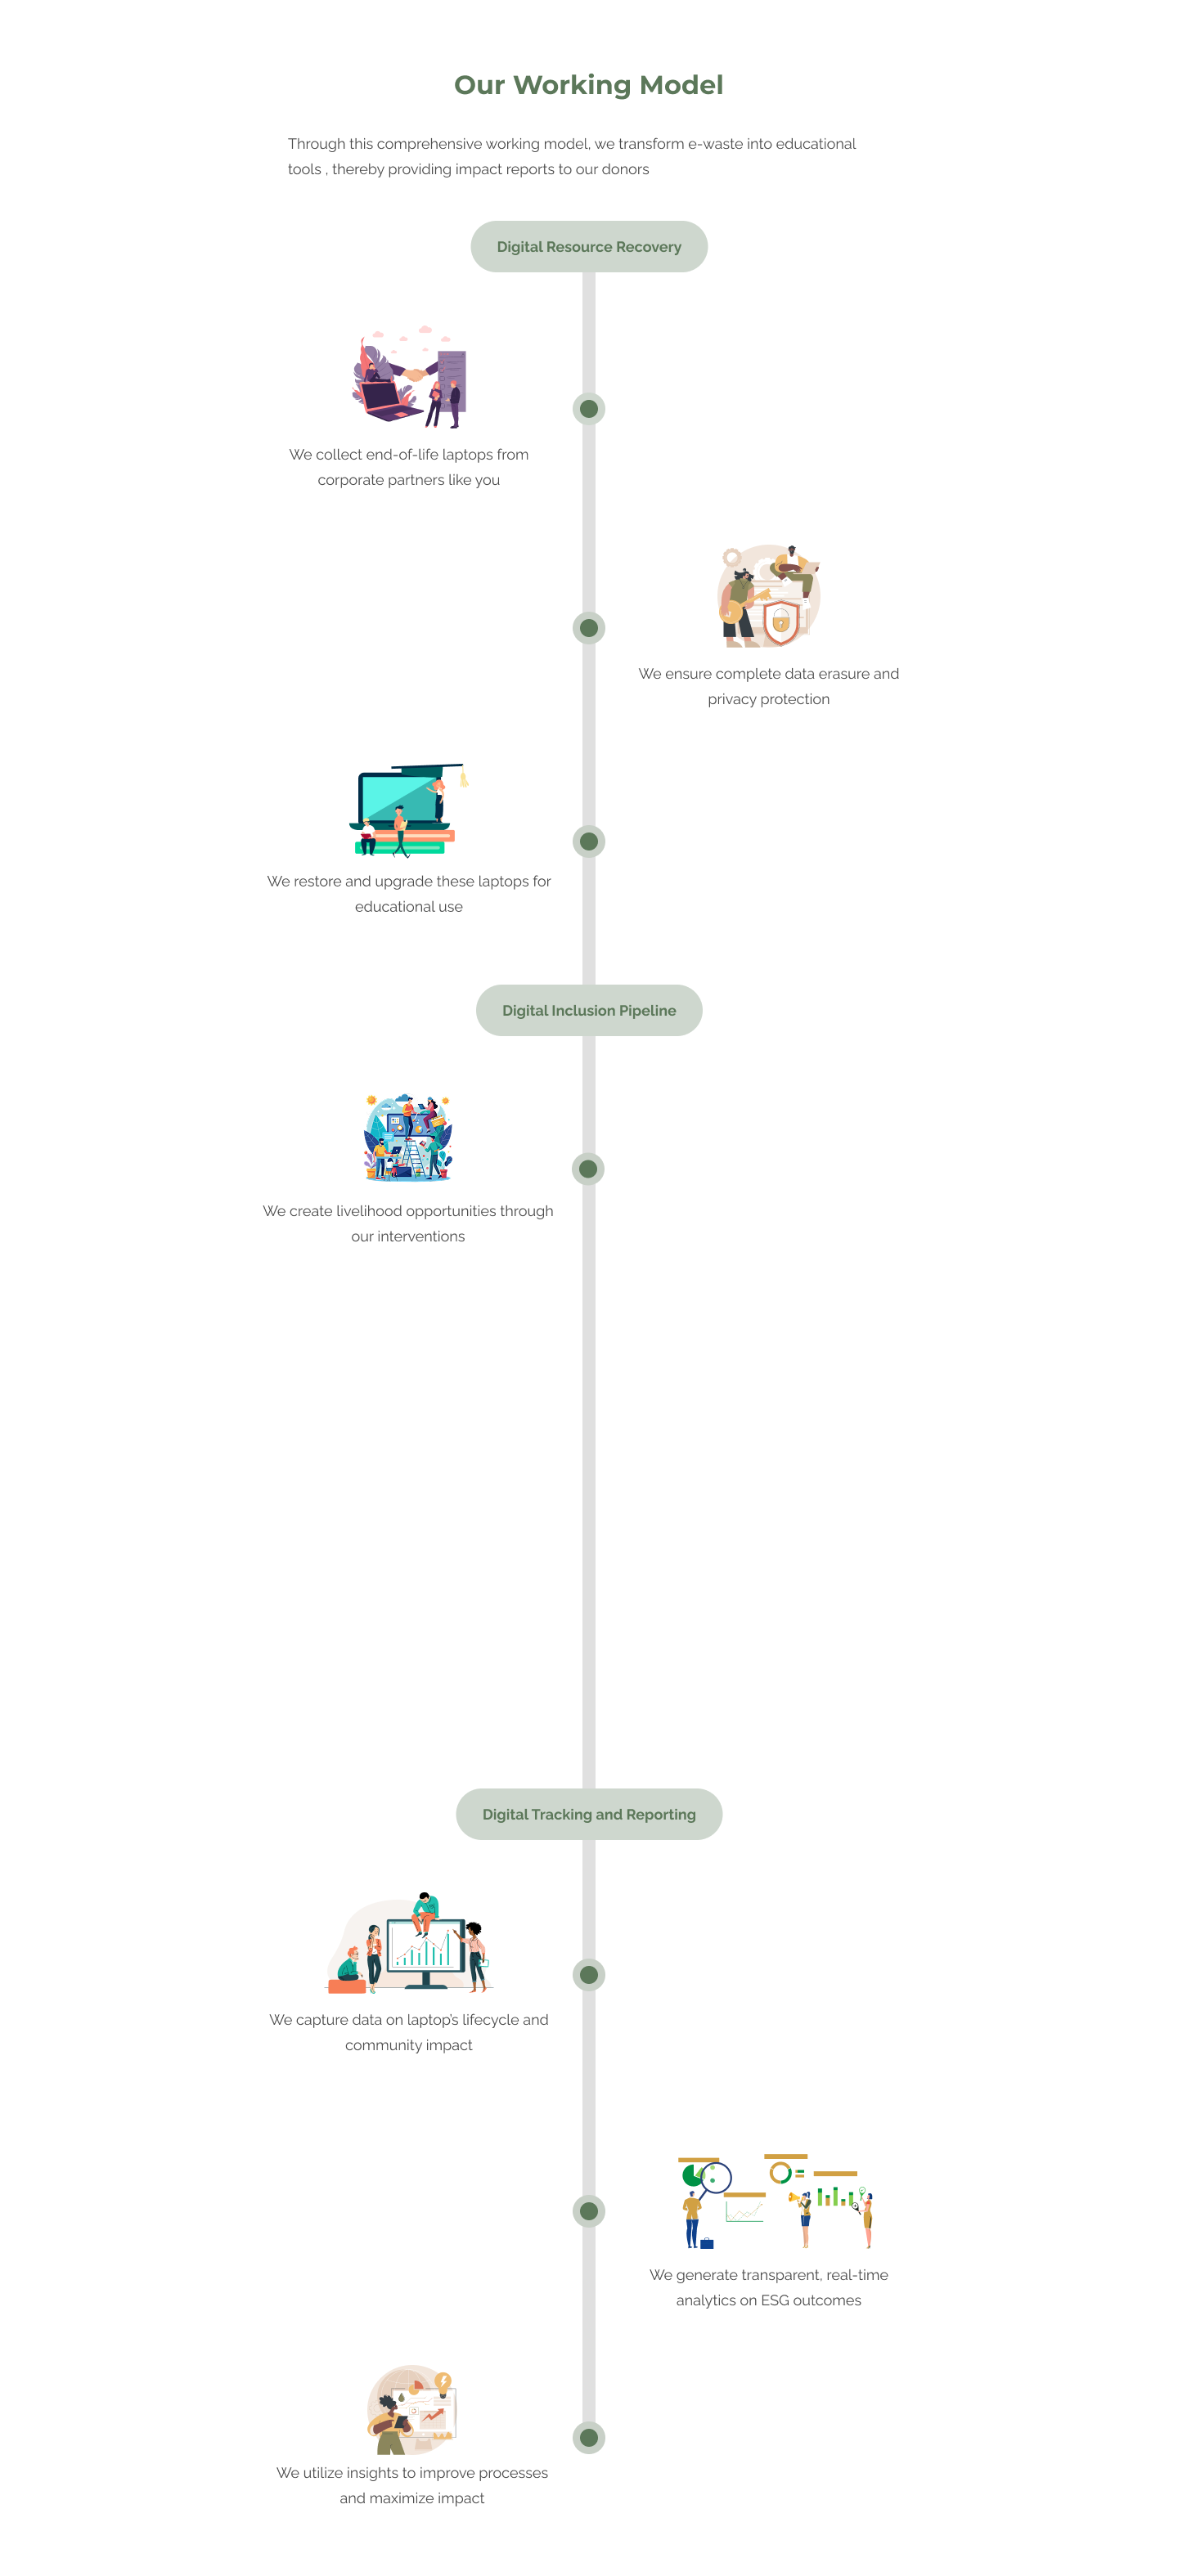 Our Working Model
Through this comprehensive working model, we transform e-waste into educational
tools , thereby providing impact reports to our donors
Digital Resource Recovery
We collect end-of-life laptops from
corporate partners like you
We ensure complete data erasure and
privacy protection
We restore and upgrade these laptops for
educational use
Digital Inclusion Pipeline
We create livelihood opportunities through
our interventions
Digital Tracking and Reporting
We capture data on laptop's lifecycle and
community impact
We generate transparent, real-time
analytics on ESG outcomes
We utilize insights to improve processes
and maximize impact